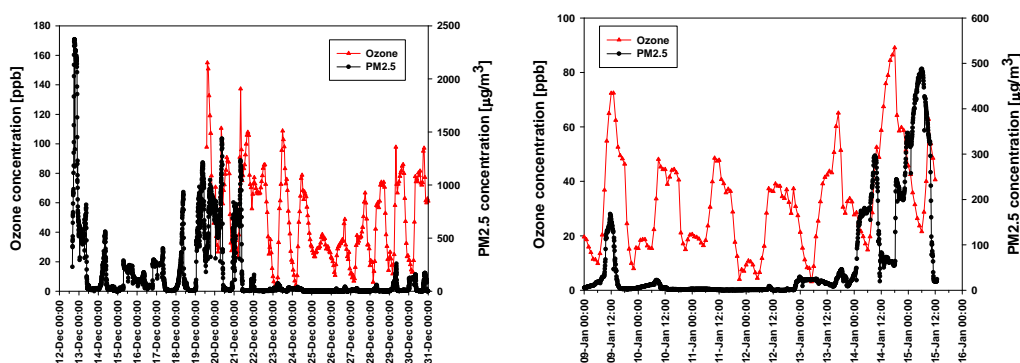 180
160
140
120
100
80
60
40
20
0
Ozone concentration [ppb]
Ozone
PM2.5
2500
2000
1500
1000
500
0
PM2.5 concentration [μg/m³]
12-Dec 00:00
13-Dec 00:00
14-Dec 00:00
15-Dec 00:00
16-Dec 00:00
17-Dec 00:00
18-Dec 00:00
19-Dec 00:00
20-Dec 00:00
21-Dec 00:00
22-Dec 00:00
23-Dec 00:00
24-Dec 00:00
25-Dec 00:00
26-Dec 00:00
27-Dec 00:00
28-Dec 00:00
29-Dec 00:00
30-Dec 00:00
31-Dec 00:00
100
80
60
40
20
0
Ozone concentration [ppb]
Ozone
PM2.5
600
500
400
300
200
100
0
PM2.5 concentration [μg/m³]
09-Jan 00:00
09-Jan 12:00
10-Jan 00:00
10-Jan 12:00
11-Jan 00:00
11-Jan 12:00
12-Jan 00:00
12-Jan 12:00
13-Jan 00:00
13-Jan 12:00
14-Jan 00:00
14-Jan 12:00
15-Jan 00:00
15-Jan 12:00
16-Jan 00:00